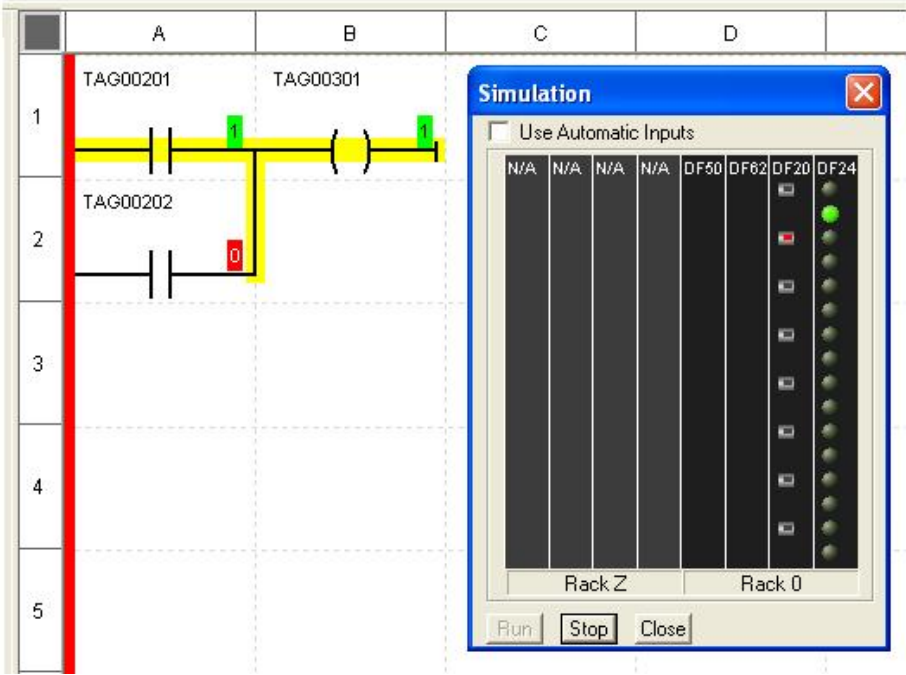 A B C D
1
TAG00201 TAG00301
1 1
2
TAG00202
0
3
4
5
Simulation
Use Automatic Inputs
N/A N/A N/A N/A DF50 DF62 DF20 DF24
Rack Z Rack 0
Run Stop Close